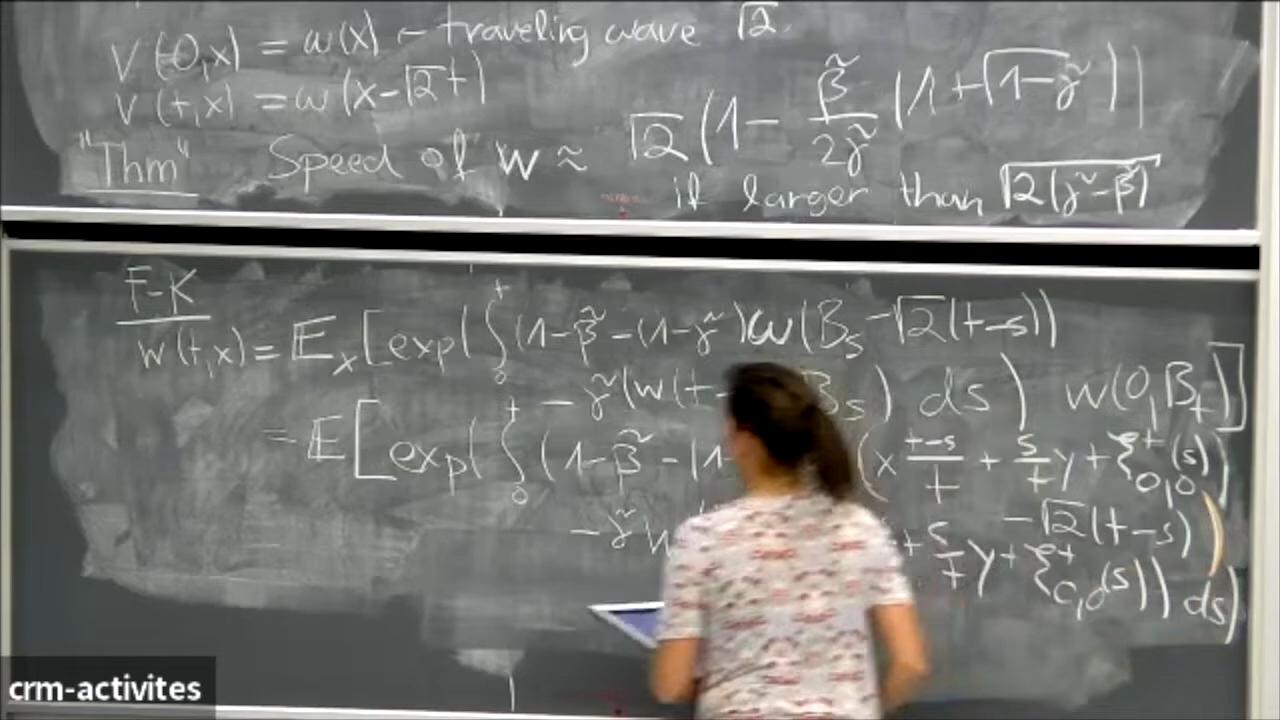 V(0,x) = ω(x) – traveling wave √2.
V(t,x) = ω(x-√2t)
"Thm" Speed of w ≈ √2(1 - β̃/2γ̃ (1+√1-γ̃))
if larger than √2(γ̃-β̃)
F-K
w(t,x) = E_x[exp(∫_0^t (1-β̃-(1-γ̃)ω(B_s-√2(t-s))
-γ̃(w(t- B_s) ds) w(0,B_t)]
= E[exp(∫_0^t (1-β̃-(1- (x t-s/t + s/t y + ξ^t_{0,0}(s)
-√2(t-s))
-γ̃w + s/t y + ξ^t_{0,0}(s)) ds)
crm-activites